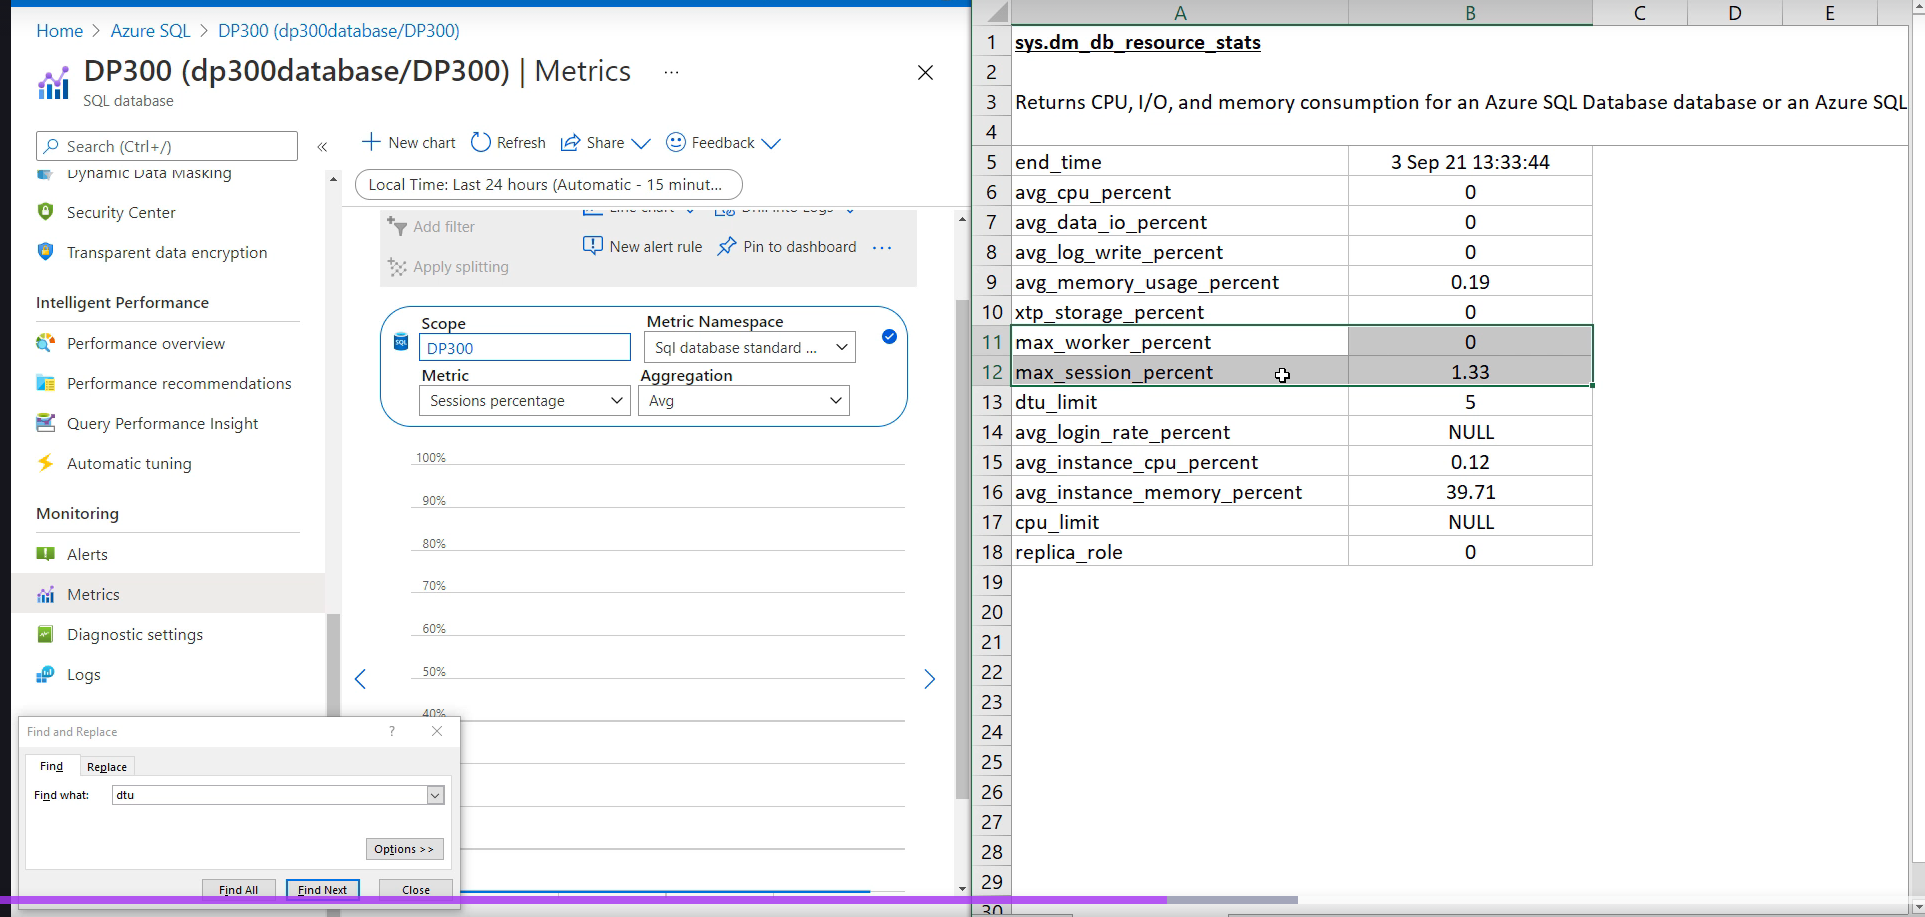 Home > Azure SQL > DP300 (dp300database/DP300)
DP300 (dp300database/DP300) | Metrics ...
SQL database
Search (Ctrl+/)
«
New chart Refresh Share Feedback
Local Time: Last 24 hours (Automatic - 15 minut...
Dynamic Data Masking
Security Center
Transparent data encryption
Intelligent Performance
Performance overview
Performance recommendations
Query Performance Insight
Automatic tuning
Monitoring
Alerts
Metrics
Diagnostic settings
Logs
Line chart Drill into Logs
Add filter
New alert rule Pin to dashboard ...
Apply splitting
Scope
DP300
Metric Namespace
Sql database standard ...
Metric
Sessions percentage
Aggregation
Avg
SQL
100%
90%
80%
70%
60%
50%
40%
Find and Replace ?
Find Replace
Find what: dtu
Options >>
Find All Find Next Close
A B C D E
1 sys.dm_db_resource_stats
2
3 Returns CPU, I/O, and memory consumption for an Azure SQL Database database or an Azure SQL
4
5 end_time 3 Sep 21 13:33:44
6 avg_cpu_percent 0
7 avg_data_io_percent 0
8 avg_log_write_percent 0
9 avg_memory_usage_percent 0.19
10 xtp_storage_percent 0
11 max_worker_percent 0
12 max_session_percent 1.33
13 dtu_limit 5
14 avg_login_rate_percent NULL
15 avg_instance_cpu_percent 0.12
16 avg_instance_memory_percent 39.71
17 cpu_limit NULL
18 replica_role 0
19
20
21
22
23
24
25
26
27
28
29
30